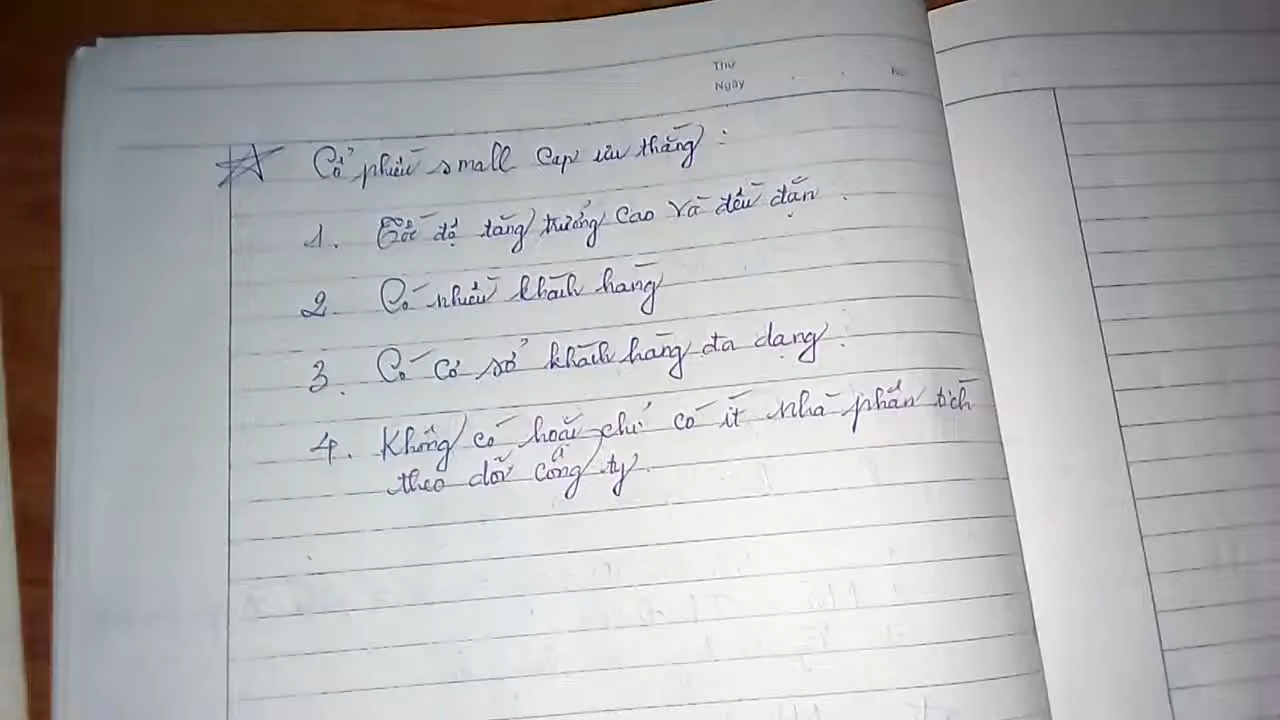 Thứ
Ngày
No
Cổ phiếu small cap ưu thắng :
1. Tốc độ tăng trưởng cao và đều đặn .
2. Có nhiều khách hàng
3. Có cơ sở khách hàng đa dạng .
4. Không có hoặc chỉ có ít nhà phân tích
theo dõi công ty .